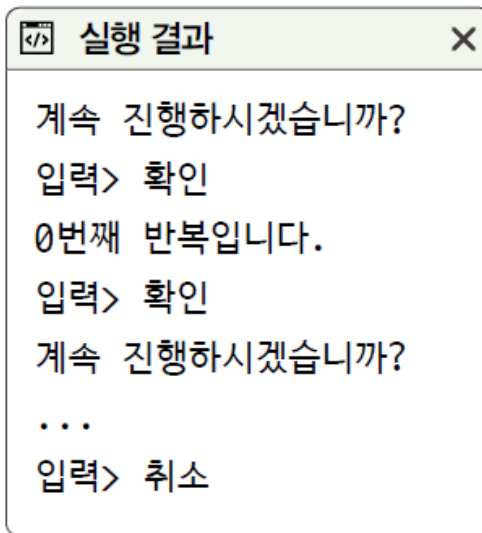 </> 실행 결과 ×
계속 진행하시겠습니까?
입력> 확인
0번째 반복입니다.
입력> 확인
계속 진행하시겠습니까?
...
입력> 취소